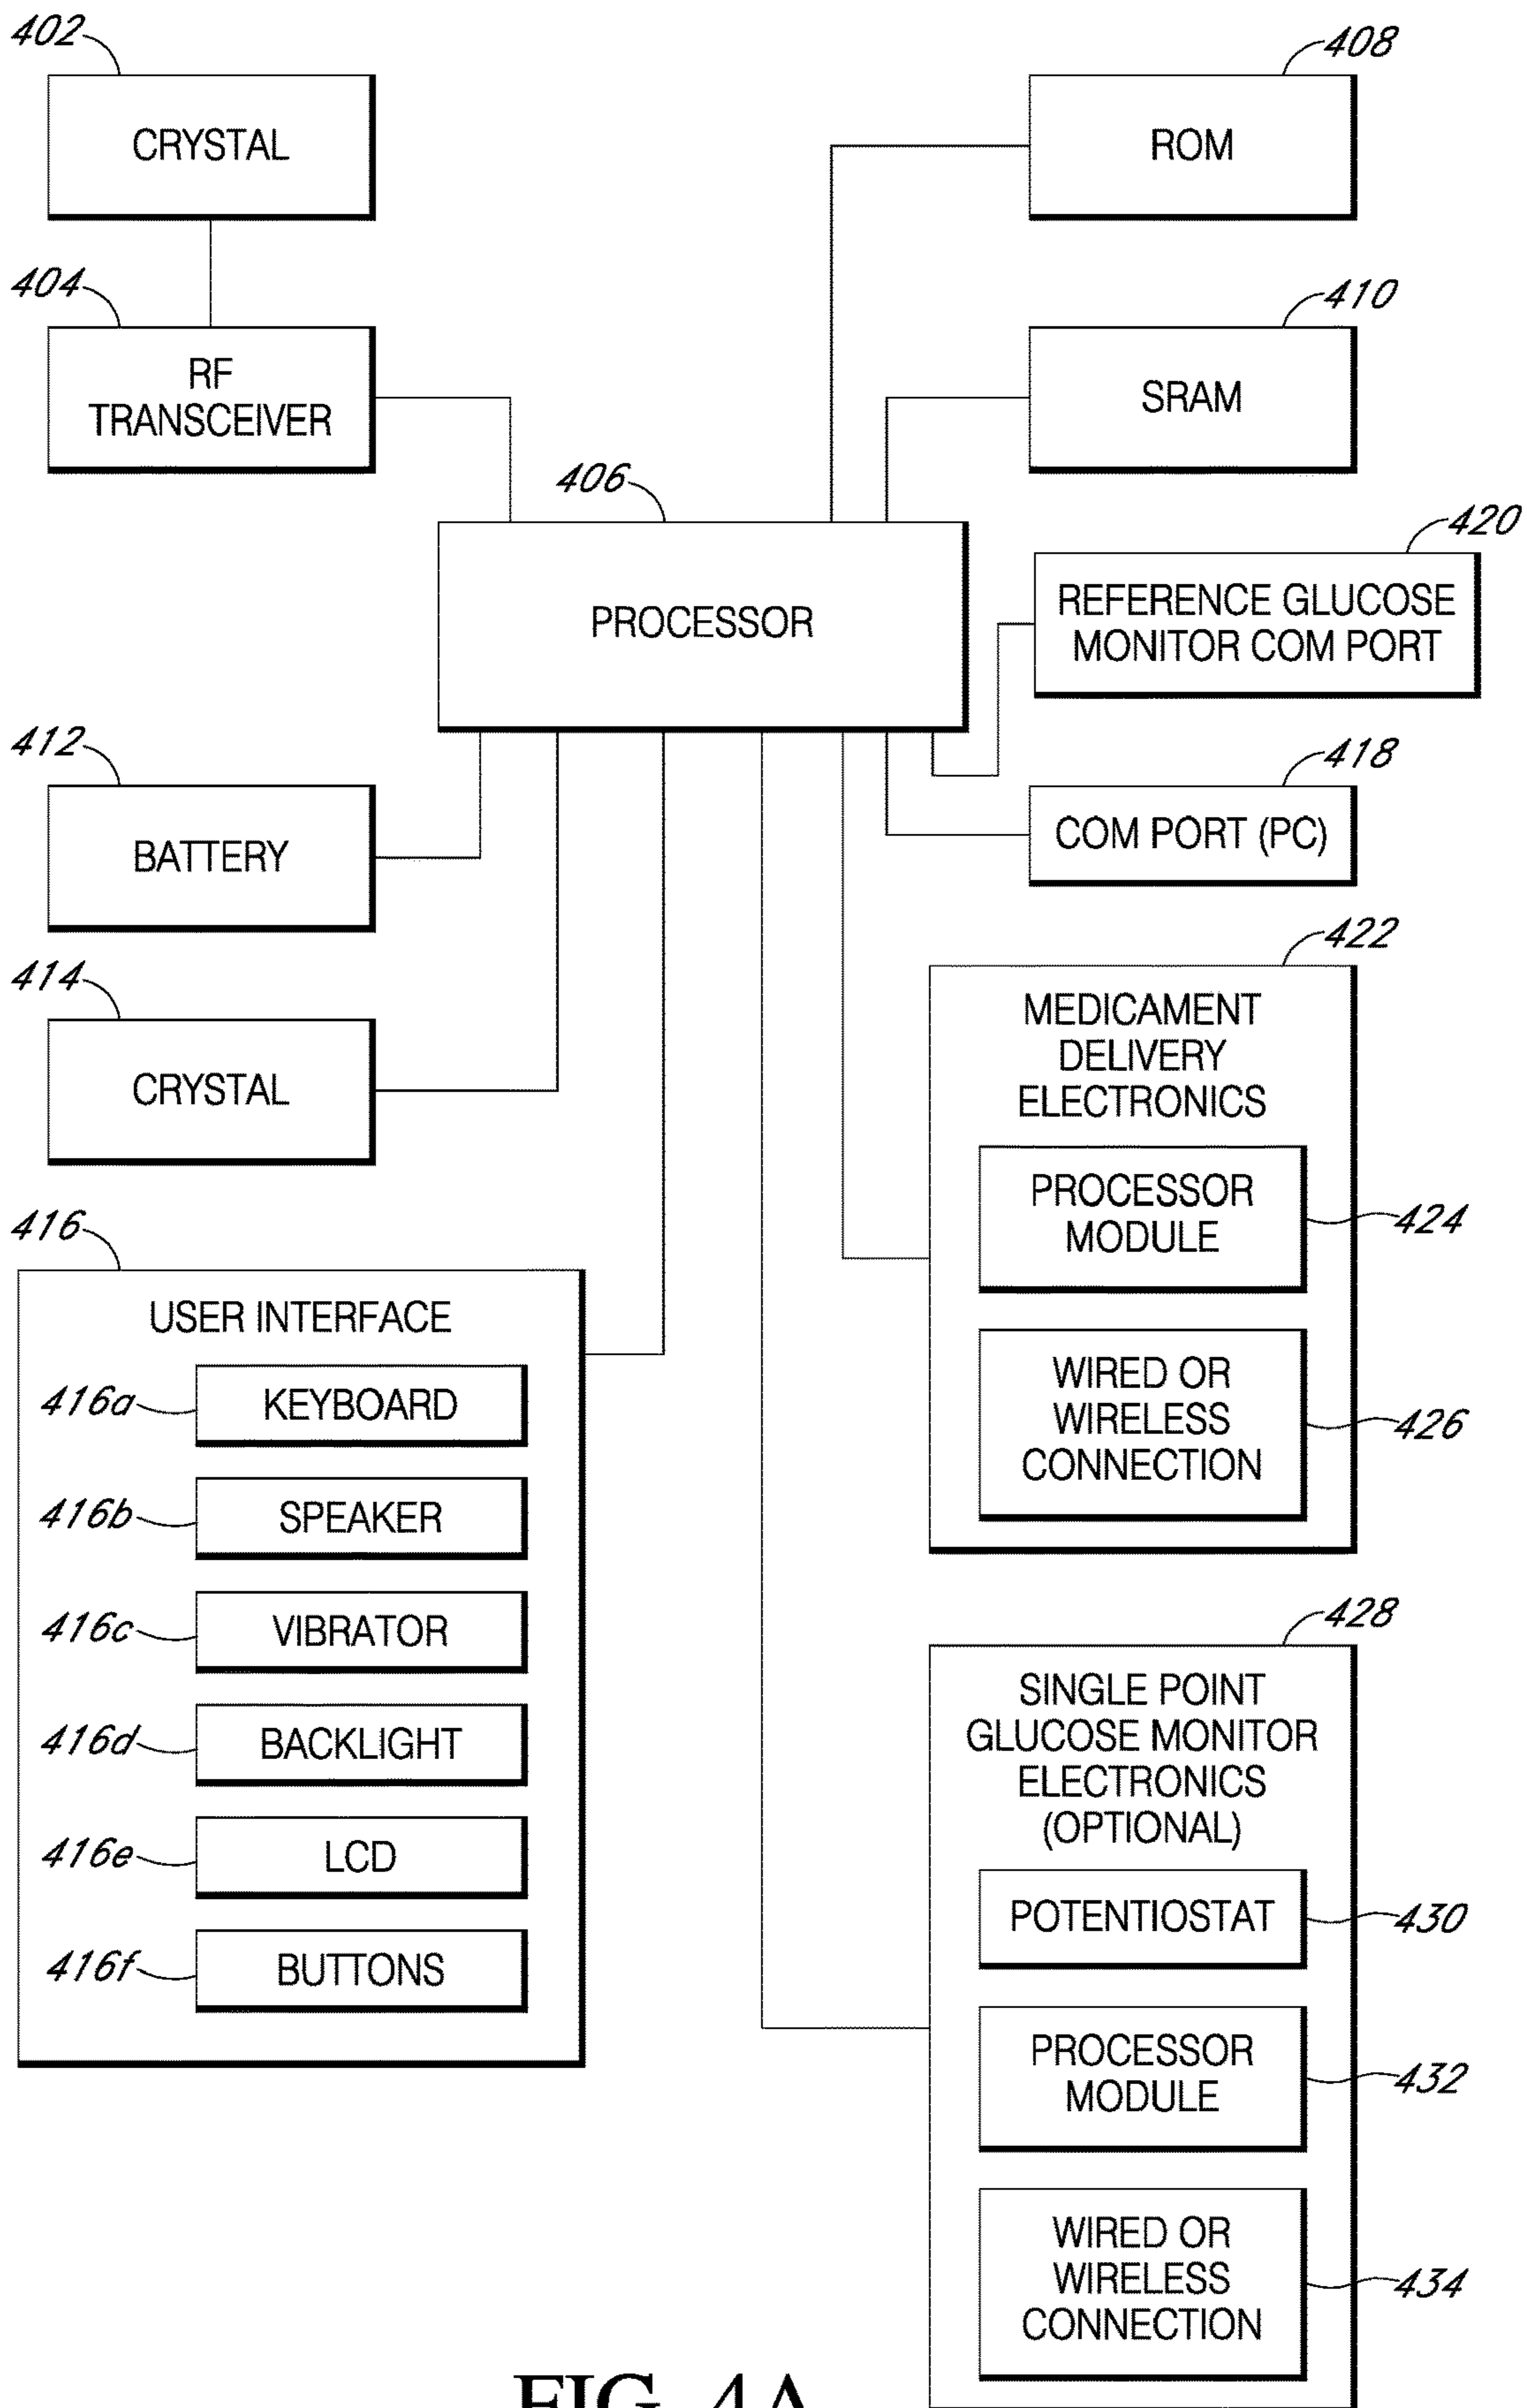 402
CRYSTAL
404
RF
TRANSCEIVER
408
ROM
410
SRAM
406
PROCESSOR
420
REFERENCE GLUCOSE
MONITOR COM PORT
418
COM PORT (PC)
412
BATTERY
414
CRYSTAL
416
USER INTERFACE
416a KEYBOARD
416b SPEAKER
416c VIBRATOR
416d BACKLIGHT
416e LCD
416f BUTTONS
422
MEDICAMENT
DELIVERY
ELECTRONICS
PROCESSOR
MODULE
424
WIRED OR
WIRELESS
CONNECTION
426
428
SINGLE POINT
GLUCOSE MONITOR
ELECTRONICS
(OPTIONAL)
POTENTIOSTAT
430
PROCESSOR
MODULE
432
WIRED OR
WIRELESS
CONNECTION
434
FIG. 4A